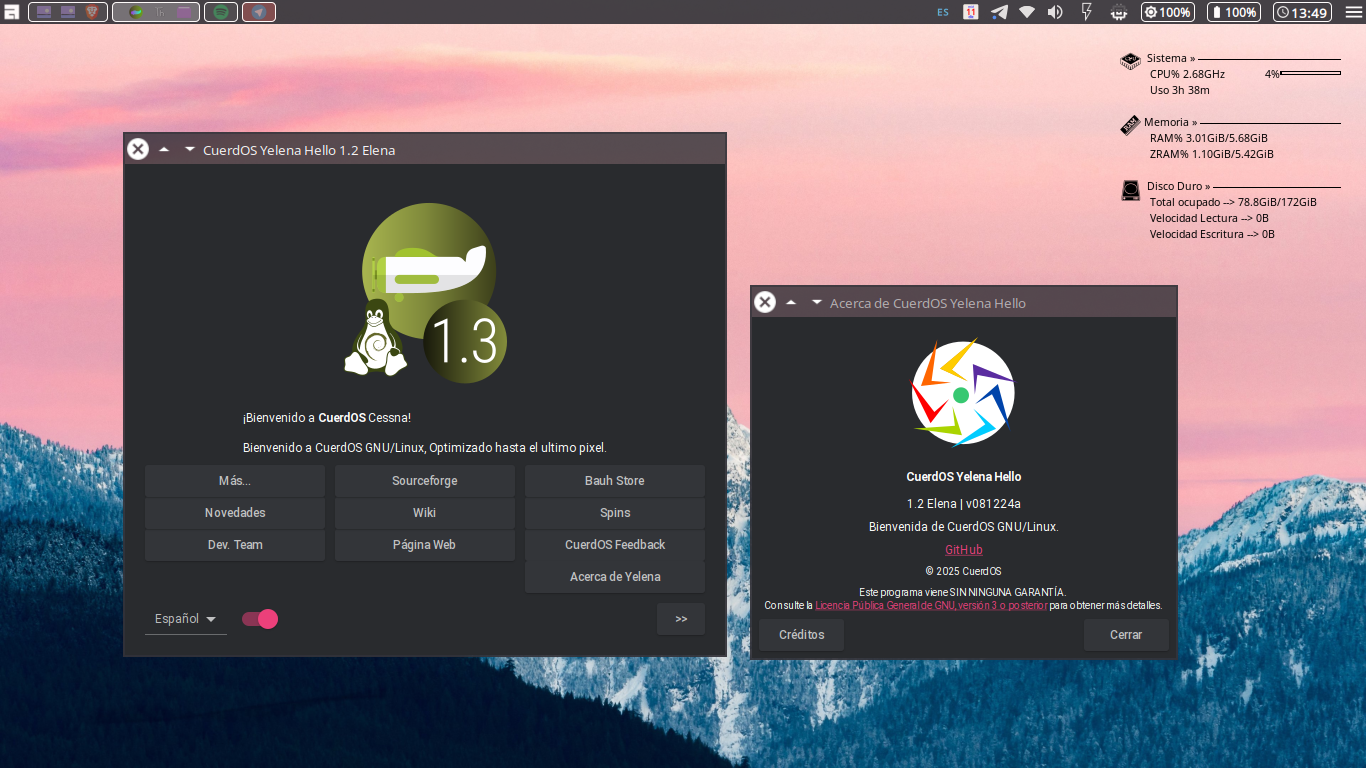 ES 11 100% 100% 13:49
Sistema »
CPU% 2.68GHz 4%
Uso 3h 38m
Memoria »
RAM% 3.01GiB/5.68GiB
ZRAM% 1.10GiB/5.42GiB
Disco Duro »
Total ocupado --> 78.8GiB/172GiB
Velocidad Lectura --> 0B
Velocidad Escritura --> 0B
CuerdOS Yelena Hello 1.2 Elena
1.3
¡Bienvenido a CuerdOS Cessna!
Bienvenido a CuerdOS GNU/Linux, Optimizado hasta el ultimo pixel.
Más... Sourceforge Bauh Store
Novedades Wiki Spins
Dev. Team Página Web CuerdOS Feedback
Acerca de Yelena
Español >>
Acerca de CuerdOS Yelena Hello
CuerdOS Yelena Hello
1.2 Elena | v081224a
Bienvenida de CuerdOS GNU/Linux.
GitHub
© 2025 CuerdOS
Este programa viene SIN NINGUNA GARANTÍA.
Consulte la Licencia Pública General de GNU, versión 3 o posterior para obtener más detalles.
Créditos Cerrar